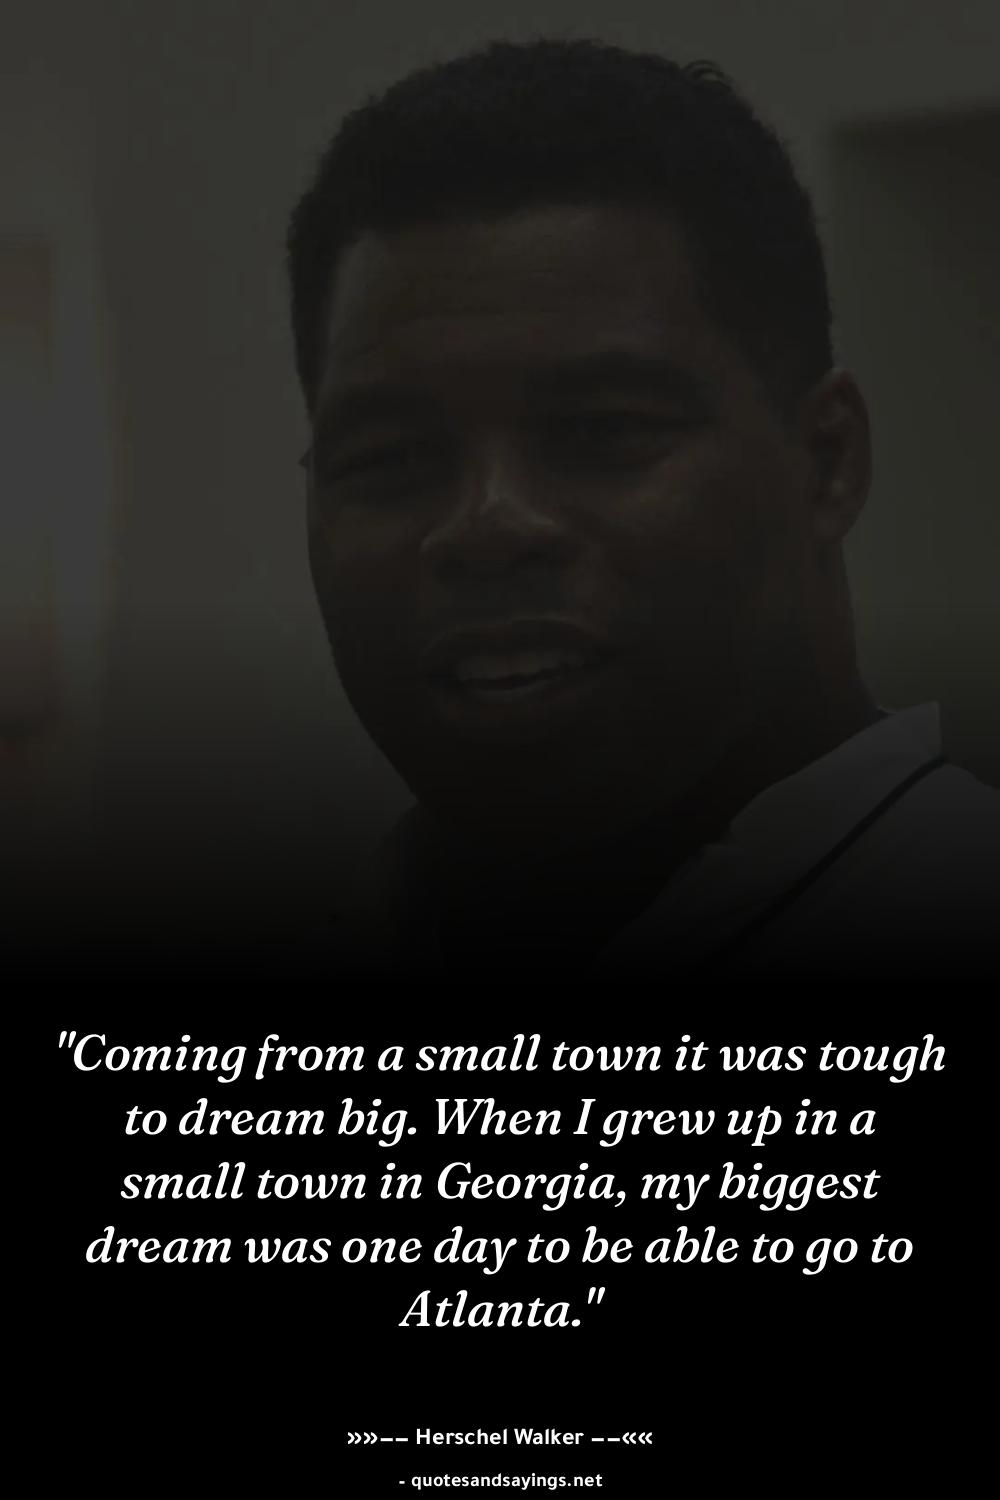 "Coming from a small town it was tough
to dream big. When I grew up in a
small town in Georgia, my biggest
dream was one day to be able to go to
Atlanta."
»»−− Herschel Walker −−««
- quotesandsayings.net